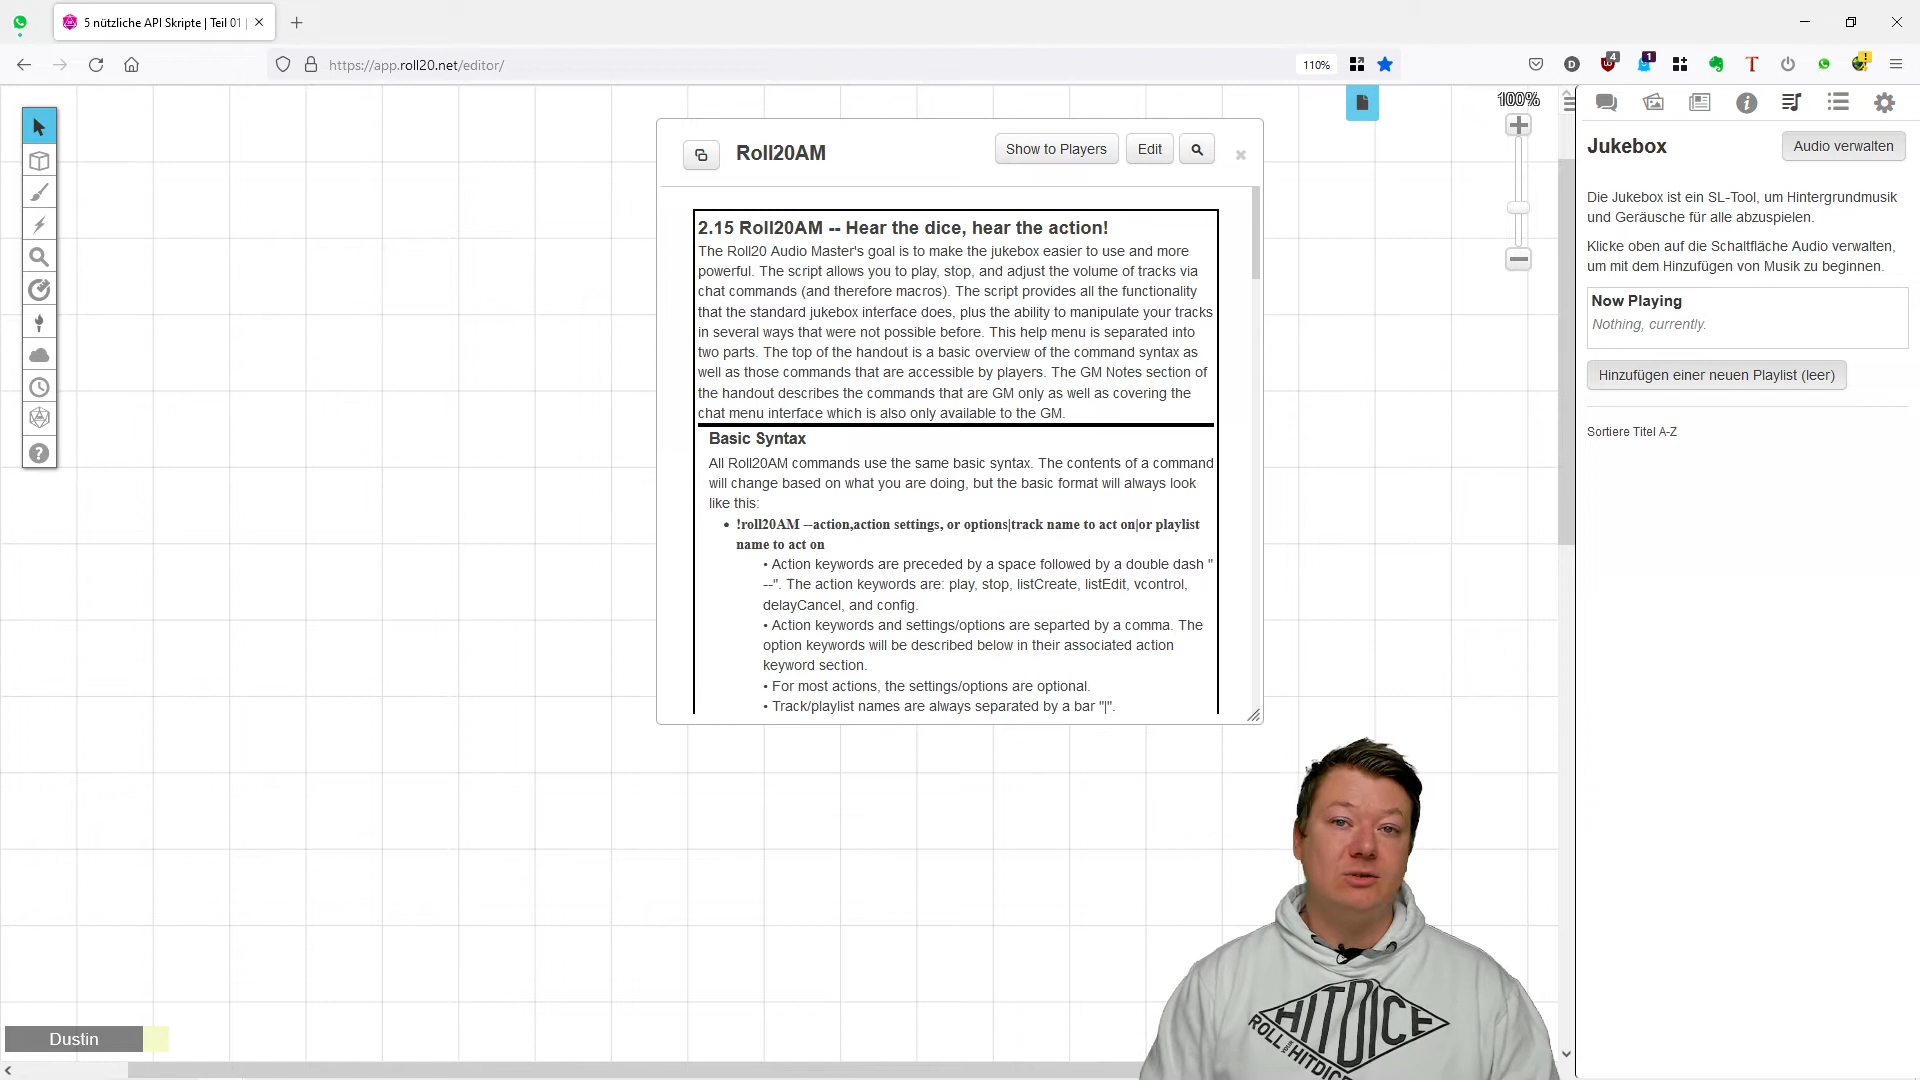 5 nützliche API Skripte | Teil 01 |
https://app.roll20.net/editor/
110%
4
1
100%
Roll20AM
Show to Players
Edit
2.15 Roll20AM -- Hear the dice, hear the action!
The Roll20 Audio Master's goal is to make the jukebox easier to use and more
powerful. The script allows you to play, stop, and adjust the volume of tracks via
chat commands (and therefore macros). The script provides all the functionality
that the standard jukebox interface does, plus the ability to manipulate your tracks
in several ways that were not possible before. This help menu is separated into
two parts. The top of the handout is a basic overview of the command syntax as
well as those commands that are accessible by players. The GM Notes section of
the handout describes the commands that are GM only as well as covering the
chat menu interface which is also only available to the GM.
Basic Syntax
All Roll20AM commands use the same basic syntax. The contents of a command
will change based on what you are doing, but the basic format will always look
like this:
• !roll20AM --action,action settings, or options|track name to act on|or playlist
name to act on
• Action keywords are preceded by a space followed by a double dash "
--". The action keywords are: play, stop, listCreate, listEdit, vcontrol,
delayCancel, and config.
• Action keywords and settings/options are separted by a comma. The
option keywords will be described below in their associated action
keyword section.
• For most actions, the settings/options are optional.
• Track/playlist names are always separated by a bar "|".
Jukebox
Audio verwalten
Die Jukebox ist ein SL-Tool, um Hintergrundmusik
und Geräusche für alle abzuspielen.
Klicke oben auf die Schaltfläche Audio verwalten,
um mit dem Hinzufügen von Musik zu beginnen.
Now Playing
Nothing, currently.
Hinzufügen einer neuen Playlist (leer)
Sortiere Titel A-Z
Dustin
HITDICE
ROLL YOUR HITDICE